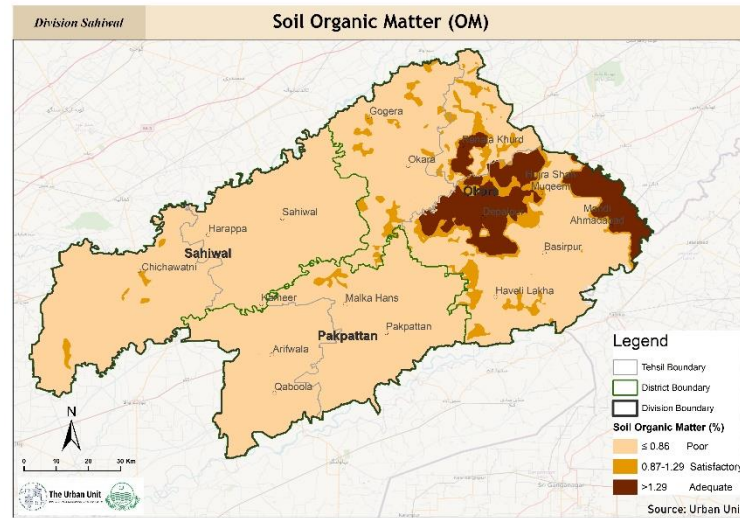 Division Sahiwal
Soil Organic Matter (OM)
Gogera
Khurd
Okara
Okara
Hujra Shah
Muqeem
Depalpur
Mandi
Ahmadabad
Harappa
Sahiwal
Basirpur
Sahiwal
Chichawatni
Haveli Lakha
Kameer
Malka Hans
Pakpattan
Pakpattan
Arifwala
Qaboola
N
0 10 20 30 Km
The Urban Unit
Legend
Tehsil Boundary
District Boundary
Division Boundary
Soil Organic Matter (%)
≤ 0.86 Poor
0.87-1.29 Satisfactory
>1.29 Adequate
Source: Urban Uni